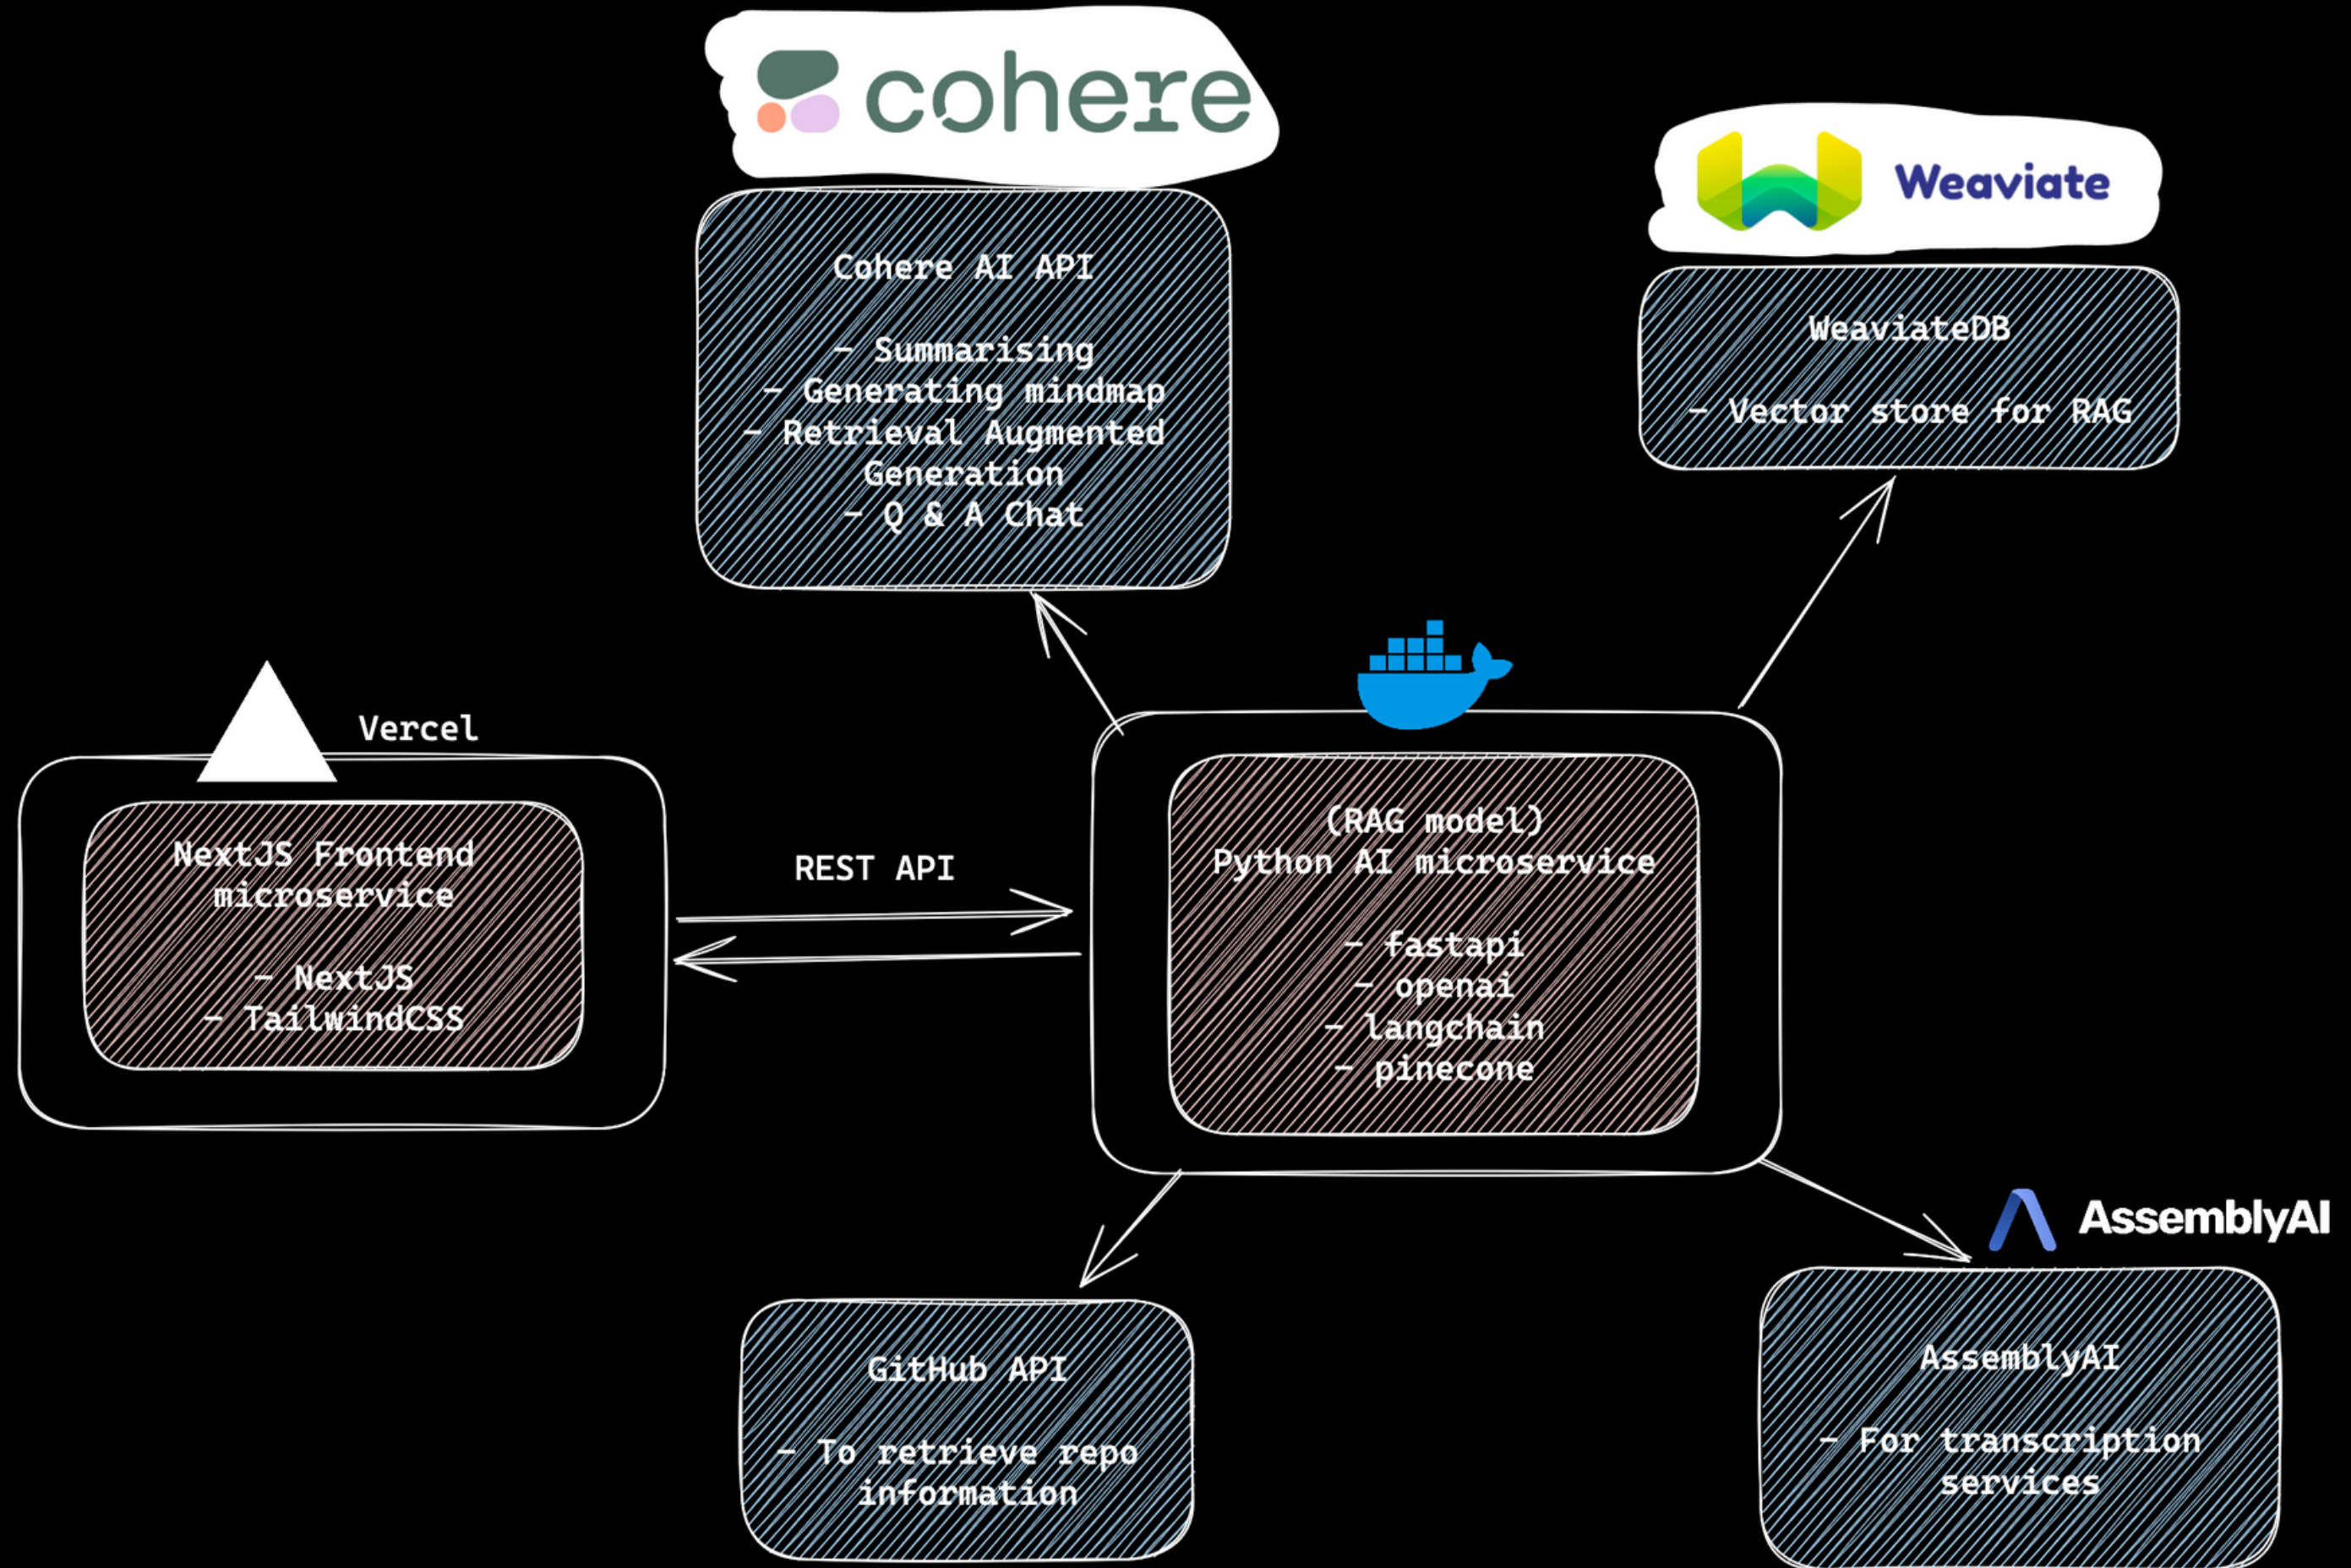 cohere
Weaviate
Cohere AI API
- Summarising
- Generating mindmap
- Retrieval Augmented
Generation
- Q & A Chat
WeaviateDB
- Vector store for RAG
Vercel
NextJS Frontend
microservice
- NextJS
- TailwindCSS
REST API
(RAG model)
Python AI microservice
- fastapi
- openai
- langchain
- pinecone
AssemblyAI
GitHub API
- To retrieve repo
information
AssemblyAI
- For transcription
services